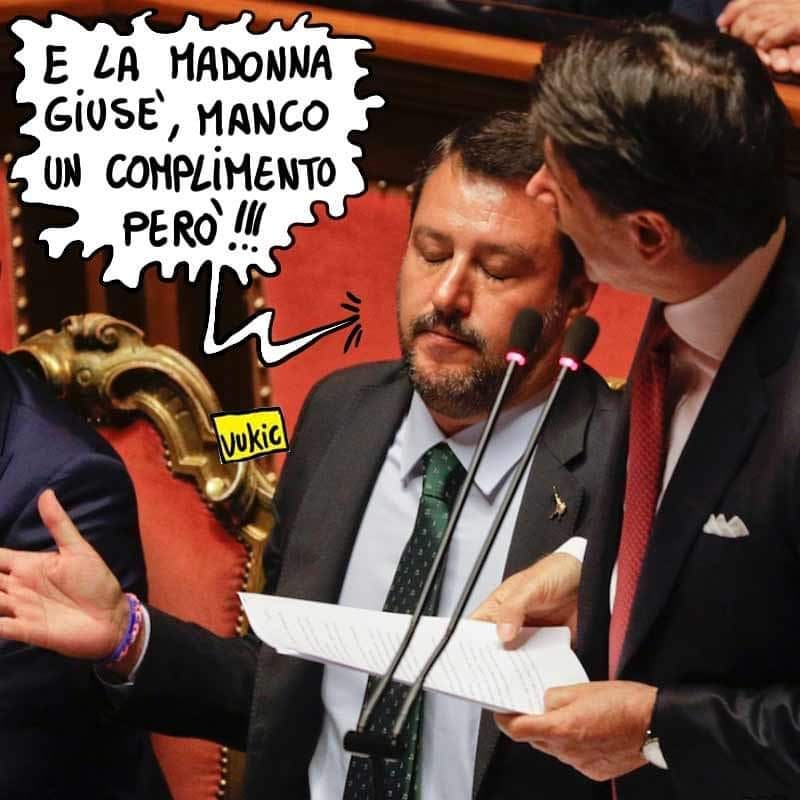 E LA MADONNA
GIUSÈ, MANCO
UN COMPLIMENTO
PERÒ!!!
VUKIC